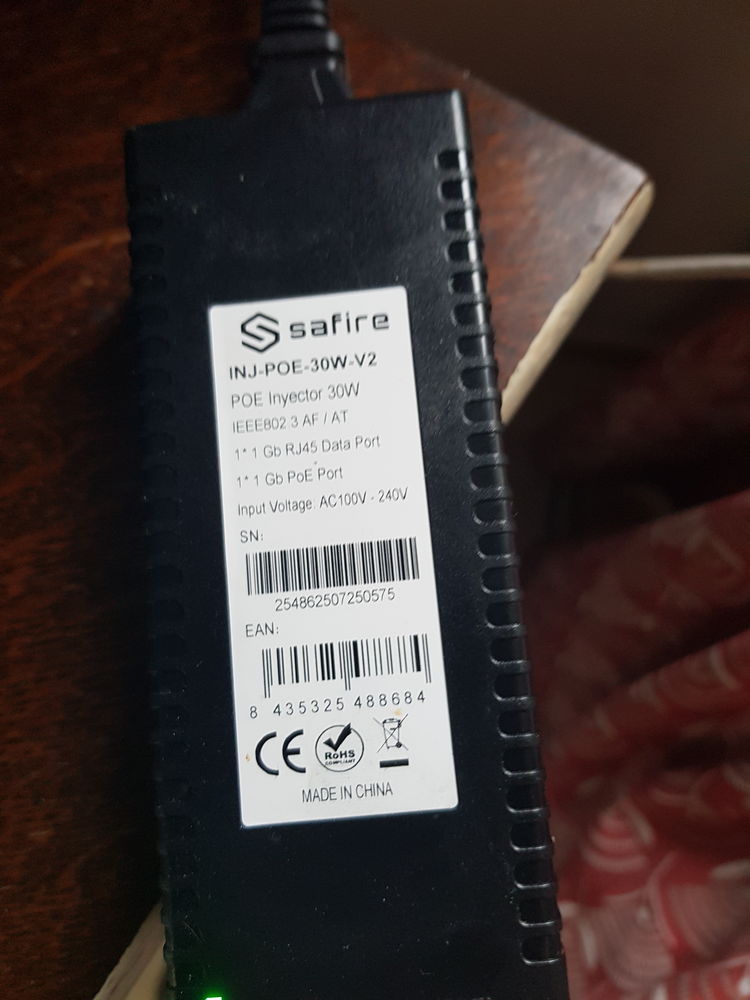 safire
INJ-POE-30W-V2
POE Inyector 30W
IEEE802.3 AF / AT
1* 1 Gb RJ45 Data Port
1* 1 Gb PoE Port
Input Voltage: AC100V - 240V
SN:
254862507250575
EAN:
8 435325 488684
CE RoHS
COMPLIANT
MADE IN CHINA